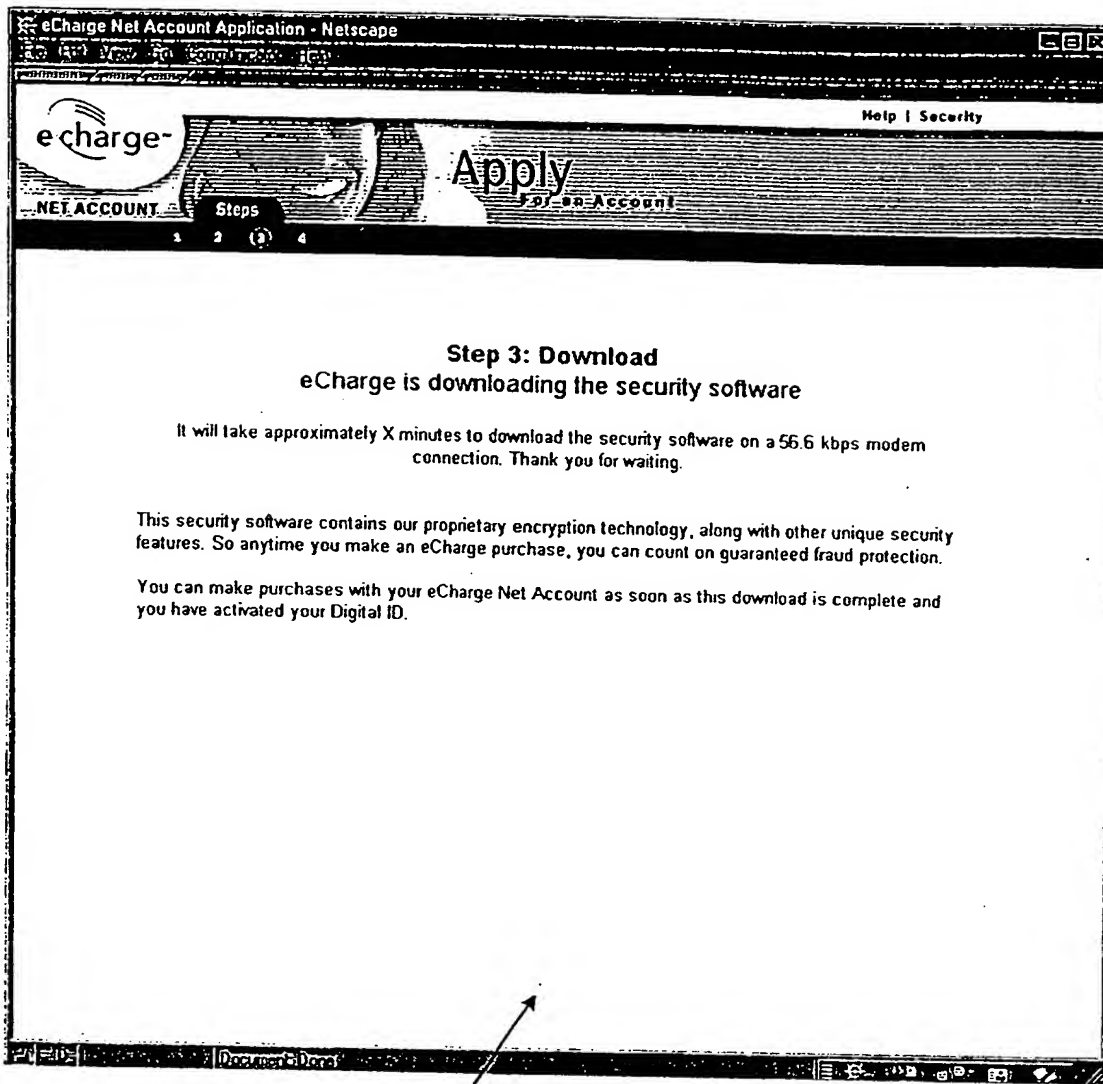 eCharge Net Account Application - Netscape
Help | Security
e-charge™
Apply
For an Account
NET ACCOUNT
Steps
1 2 (3) 4
Step 3: Download
eCharge is downloading the security software
It will take approximately X minutes to download the security software on a 56.6 kbps modem
connection. Thank you for waiting.
This security software contains our proprietary encryption technology, along with other unique security
features. So anytime you make an eCharge purchase, you can count on guaranteed fraud protection.
You can make purchases with your eCharge Net Account as soon as this download is complete and
you have activated your Digital ID.
Document: Done